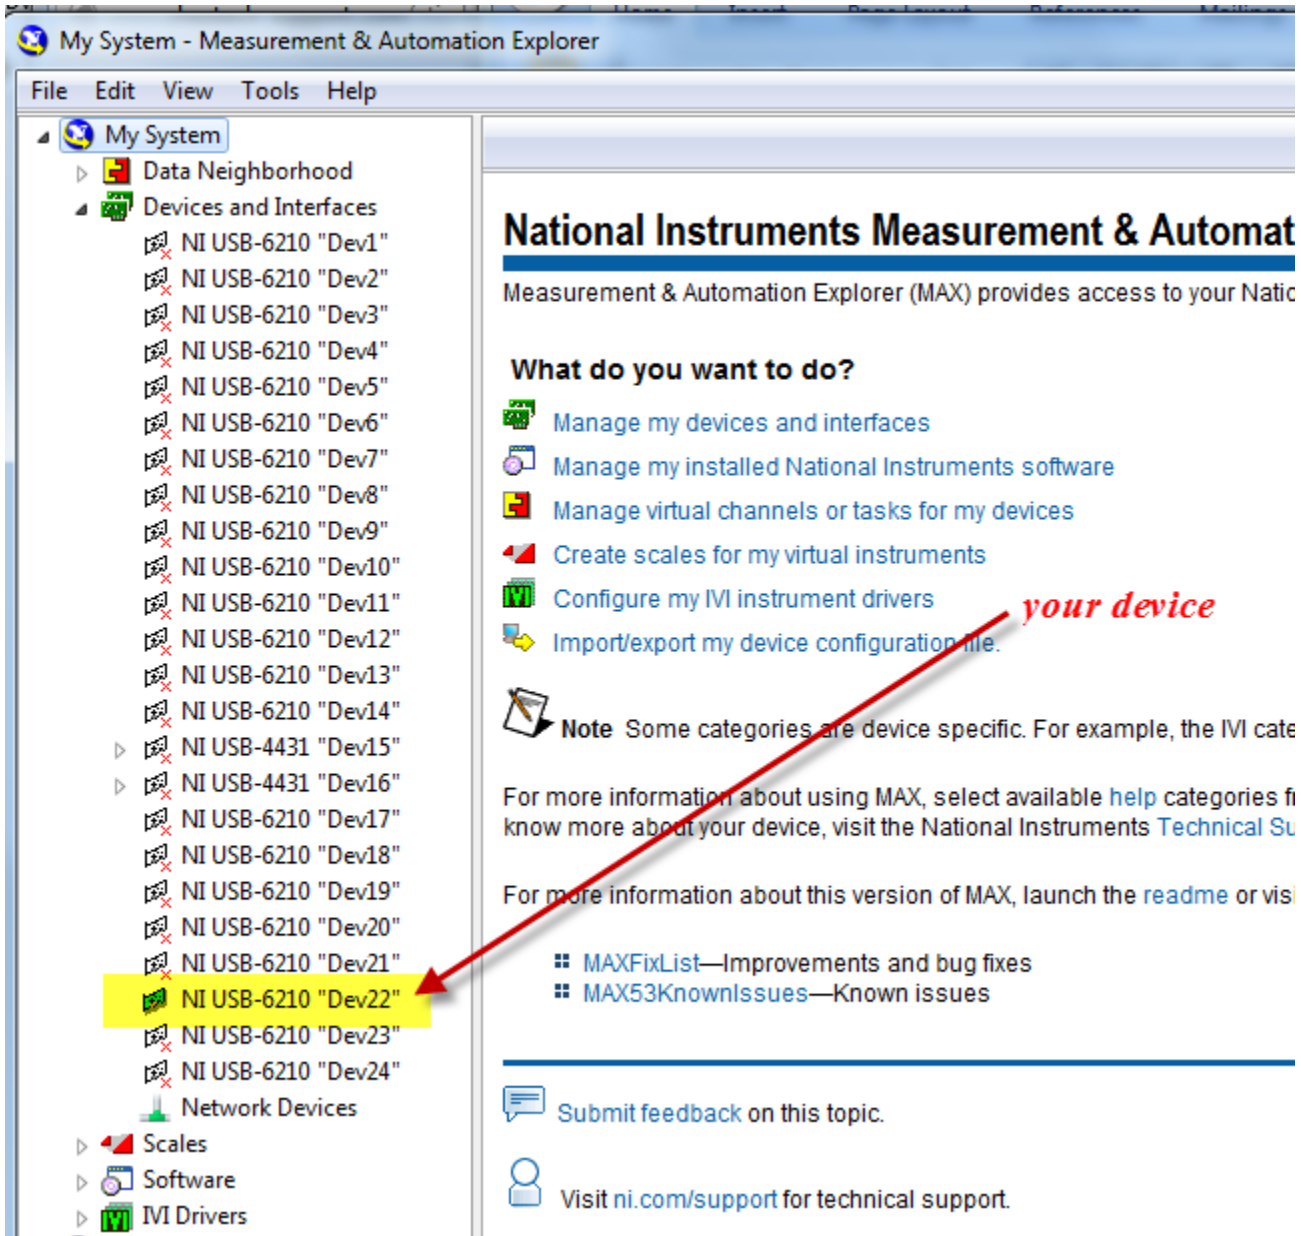 My System - Measurement & Automation Explorer
File Edit View Tools Help
My System
Data Neighborhood
Devices and Interfaces
NI USB-6210 "Dev1"
NI USB-6210 "Dev2"
NI USB-6210 "Dev3"
NI USB-6210 "Dev4"
NI USB-6210 "Dev5"
NI USB-6210 "Dev6"
NI USB-6210 "Dev7"
NI USB-6210 "Dev8"
NI USB-6210 "Dev9"
NI USB-6210 "Dev10"
NI USB-6210 "Dev11"
NI USB-6210 "Dev12"
NI USB-6210 "Dev13"
NI USB-6210 "Dev14"
NI USB-4431 "Dev15"
NI USB-4431 "Dev16"
NI USB-6210 "Dev17"
NI USB-6210 "Dev18"
NI USB-6210 "Dev19"
NI USB-6210 "Dev20"
NI USB-6210 "Dev21"
NI USB-6210 "Dev22"
NI USB-6210 "Dev23"
NI USB-6210 "Dev24"
Network Devices
Scales
Software
IVI Drivers
National Instruments Measurement & Automat
Measurement & Automation Explorer (MAX) provides access to your Natio
What do you want to do?
Manage my devices and interfaces
Manage my installed National Instruments software
Manage virtual channels or tasks for my devices
Create scales for my virtual instruments
Configure my IVI instrument drivers
your device
Import/export my device configuration file.
Note Some categories are device specific. For example, the IVI cate
For more information about using MAX, select available help categories fr
know more about your device, visit the National Instruments Technical Su
For more information about this version of MAX, launch the readme or visi
MAXFixList—Improvements and bug fixes
MAX53KnownIssues—Known issues
Submit feedback on this topic.
Visit ni.com/support for technical support.